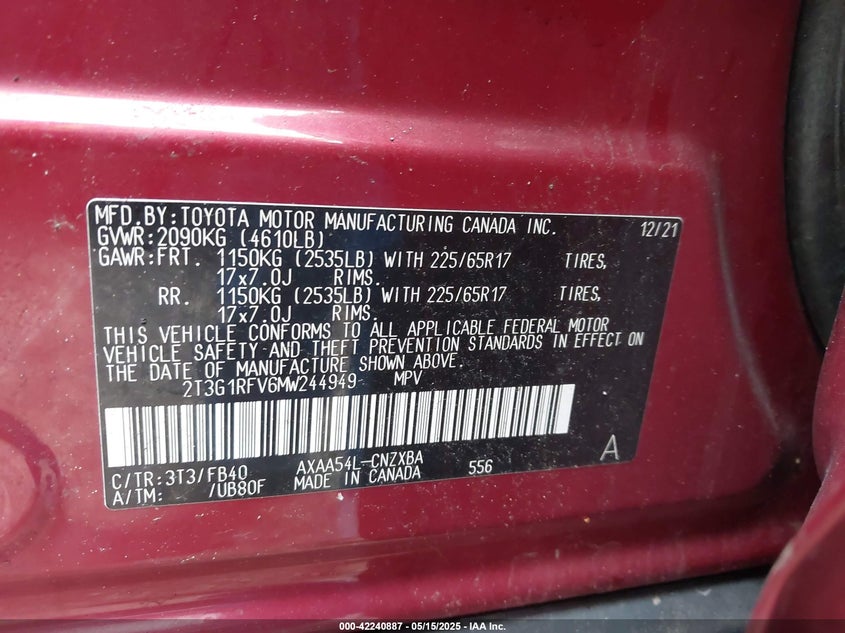 MFD.BY:TOYOTA MOTOR MANUFACTURING CANADA INC. 12/21
GVWR:2090KG (4610LB)
GAWR:FRT. 1150KG (2535LB) WITH 225/65R17 TIRES,
17x7.0J RIMS.
RR. 1150KG (2535LB) WITH 225/65R17 TIRES,
17x7.0J RIMS.
THIS VEHICLE CONFORMS TO ALL APPLICABLE FEDERAL MOTOR
VEHICLE SAFETY AND THEFT PREVENTION STANDARDS IN EFFECT ON
THE DATE OF MANUFACTURE SHOWN ABOVE.
2T3G1RFV6MW244949 MPV
A
C/TR:3T3/FB40 AXAA54L-CNZXBA 556
A/TM: /UB80F MADE IN CANADA
000-42240887 - 05/15/2025 - IAA Inc.